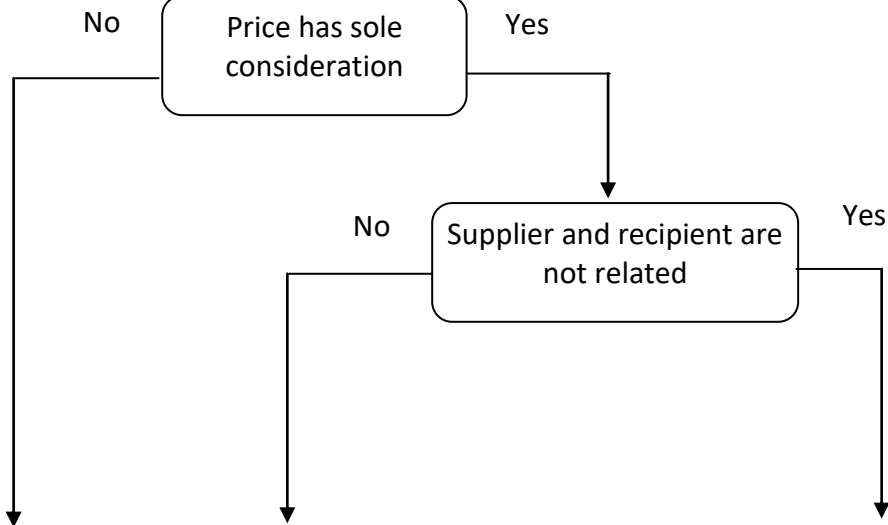 No
Price has sole
consideration
Yes
No
Supplier and recipient are
not related
Yes